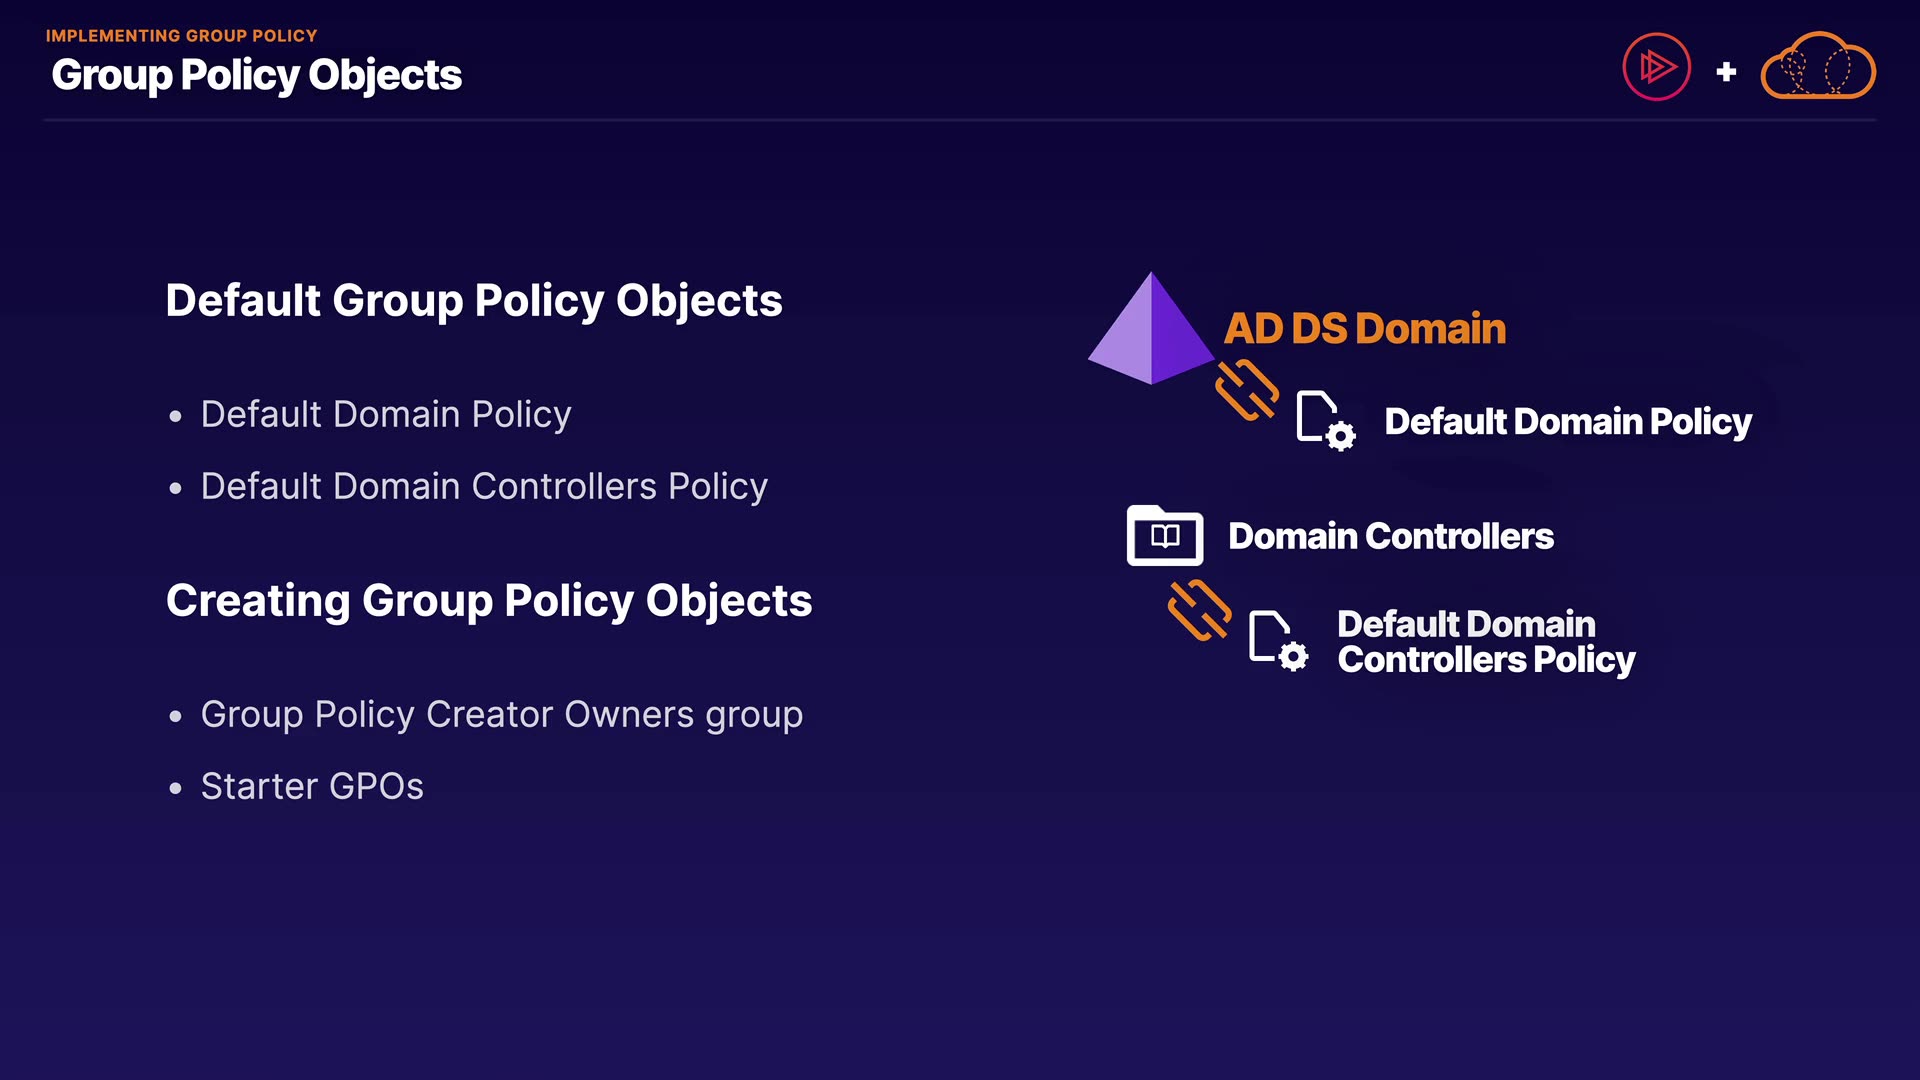 IMPLEMENTING GROUP POLICY
Group Policy Objects
+
Default Group Policy Objects
• Default Domain Policy
• Default Domain Controllers Policy
Creating Group Policy Objects
• Group Policy Creator Owners group
• Starter GPOs
AD DS Domain
Default Domain Policy
Domain Controllers
Default Domain
Controllers Policy